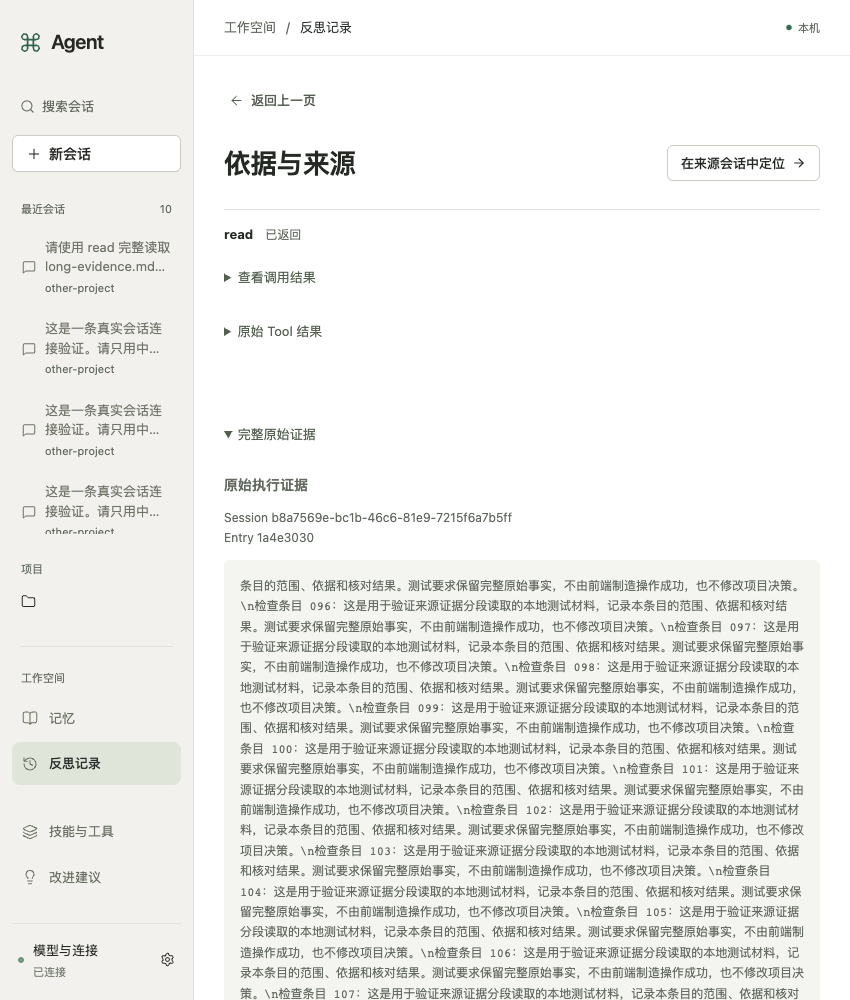 Agent
搜索会话
新会话
最近会话 10
请使用 read 完整读取
long-evidence.md...
other-project
这是一条真实会话连
接验证。请只用中...
other-project
这是一条真实会话连
接验证。请只用中...
other-project
这是一条真实会话连
接验证。请只用中...
other-project
项目
工作空间
记忆
反思记录
技能与工具
改进建议
模型与连接
已连接
工作空间 / 反思记录
本机
返回上一页
依据与来源
在来源会话中定位
read 已返回
查看调用结果
原始 Tool 结果
完整原始证据
原始执行证据
Session b8a7569e-bc1b-46c6-81e9-7215f6a7b5ff
Entry 1a4e3030
条目的范围、依据和核对结果。测试要求保留完整原始事实，不由前端制造操作成功，也不修改项目决策。
\n检查条目 096：这是用于验证来源证据分段读取的本地测试材料，记录本条目的范围、依据和核对结
果。测试要求保留完整原始事实，不由前端制造操作成功，也不修改项目决策。\n检查条目 097：这是用
于验证来源证据分段读取的本地测试材料，记录本条目的范围、依据和核对结果。测试要求保留完整原始事
实，不由前端制造操作成功，也不修改项目决策。\n检查条目 098：这是用于验证来源证据分段读取的本
地测试材料，记录本条目的范围、依据和核对结果。测试要求保留完整原始事实，不由前端制造操作成功，
也不修改项目决策。\n检查条目 099：这是用于验证来源证据分段读取的本地测试材料，记录本条目的范
围、依据和核对结果。测试要求保留完整原始事实，不由前端制造操作成功，也不修改项目决策。\n检查
条目 100：这是用于验证来源证据分段读取的本地测试材料，记录本条目的范围、依据和核对结果。测试
要求保留完整原始事实，不由前端制造操作成功，也不修改项目决策。\n检查条目 101：这是用于验证来
源证据分段读取的本地测试材料，记录本条目的范围、依据和核对结果。测试要求保留完整原始事实，不由
前端制造操作成功，也不修改项目决策。\n检查条目 102：这是用于验证来源证据分段读取的本地测试材
料，记录本条目的范围、依据和核对结果。测试要求保留完整原始事实，不由前端制造操作成功，也不修改
项目决策。\n检查条目 103：这是用于验证来源证据分段读取的本地测试材料，记录本条目的范围、依据
和核对结果。测试要求保留完整原始事实，不由前端制造操作成功，也不修改项目决策。\n检查条目
104：这是用于验证来源证据分段读取的本地测试材料，记录本条目的范围、依据和核对结果。测试要求保
留完整原始事实，不由前端制造操作成功，也不修改项目决策。\n检查条目 105：这是用于验证来源证据
分段读取的本地测试材料，记录本条目的范围、依据和核对结果。测试要求保留完整原始事实，不由前端制
造操作成功，也不修改项目决策。\n检查条目 106：这是用于验证来源证据分段读取的本地测试材料，记
录本条目的范围、依据和核对结果。测试要求保留完整原始事实，不由前端制造操作成功，也不修改项目决
策。\n检查条目 107：这是用于验证来源证据分段读取的本地测试材料，记录本条目的范围、依据和核对